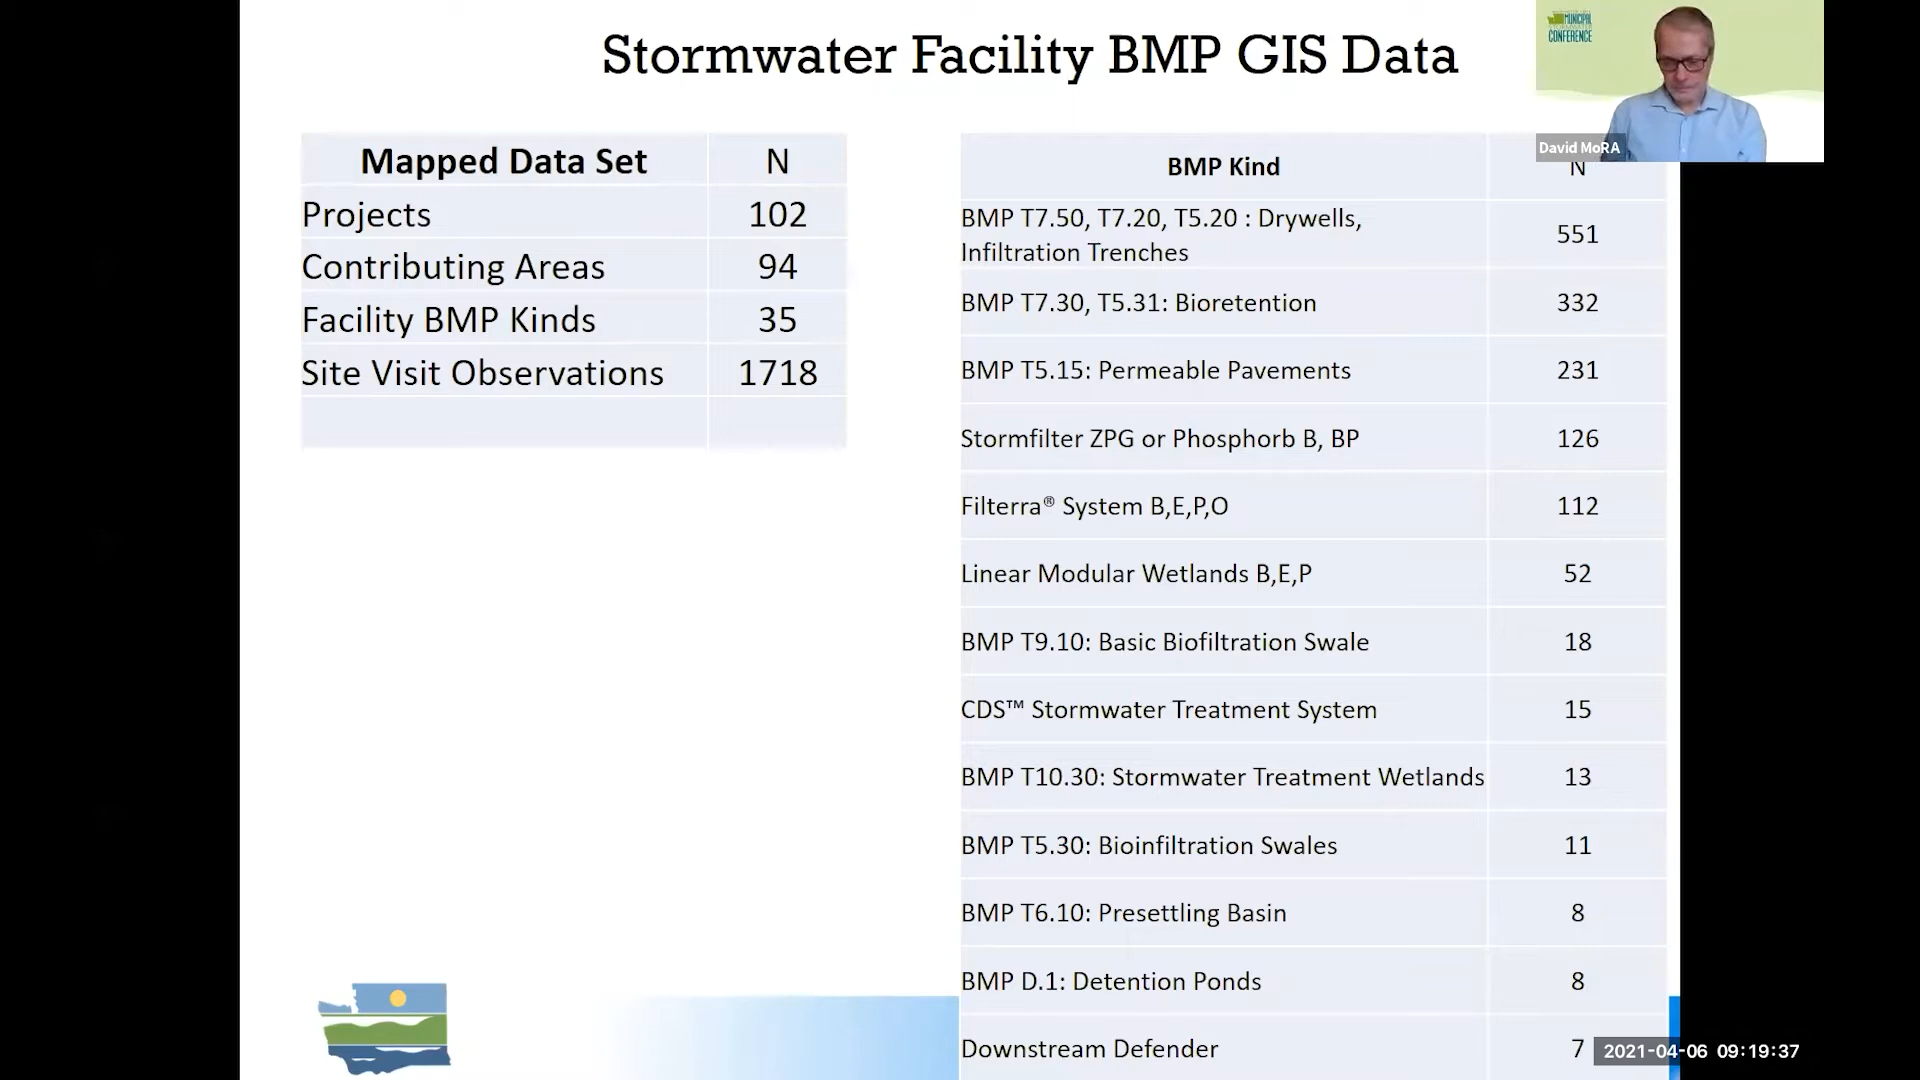 Stormwater Facility BMP GIS Data
MUNICIPAL
CONFERENCE
David MoRA
Mapped Data Set N
Projects 102
Contributing Areas 94
Facility BMP Kinds 35
Site Visit Observations 1718
BMP Kind N
BMP T7.50, T7.20, T5.20 : Drywells,
Infiltration Trenches 551
BMP T7.30, T5.31: Bioretention 332
BMP T5.15: Permeable Pavements 231
Stormfilter ZPG or Phosphorb B, BP 126
Filterra® System B,E,P,O 112
Linear Modular Wetlands B,E,P 52
BMP T9.10: Basic Biofiltration Swale 18
CDS™ Stormwater Treatment System 15
BMP T10.30: Stormwater Treatment Wetlands 13
BMP T5.30: Bioinfiltration Swales 11
BMP T6.10: Presettling Basin 8
BMP D.1: Detention Ponds 8
Downstream Defender 7
2021-04-06 09:19:37